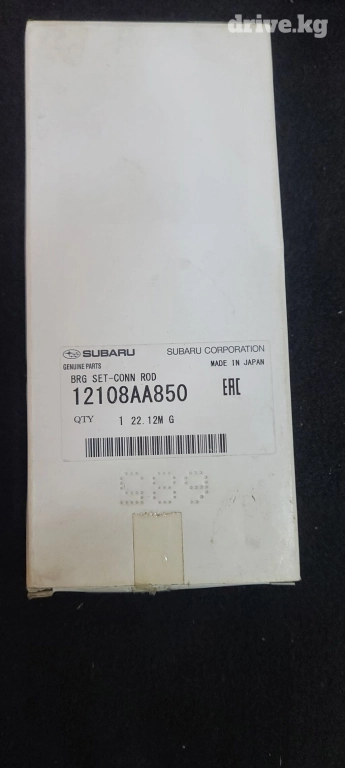 drive.kg
SUBARU SUBARU CORPORATION
GENUINE PARTS MADE IN JAPAN
BRG SET-CONN ROD
12108AA850 EAC
QTY 1 22.12M G